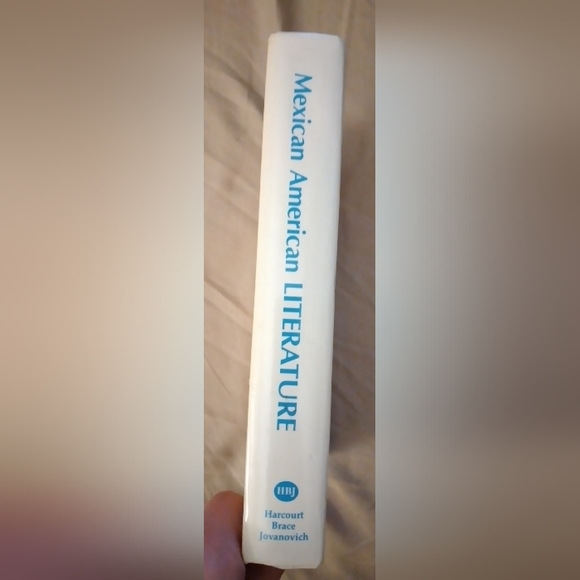 Mexican American LITERATURE
HBJ
Harcourt
Brace
Jovanovich